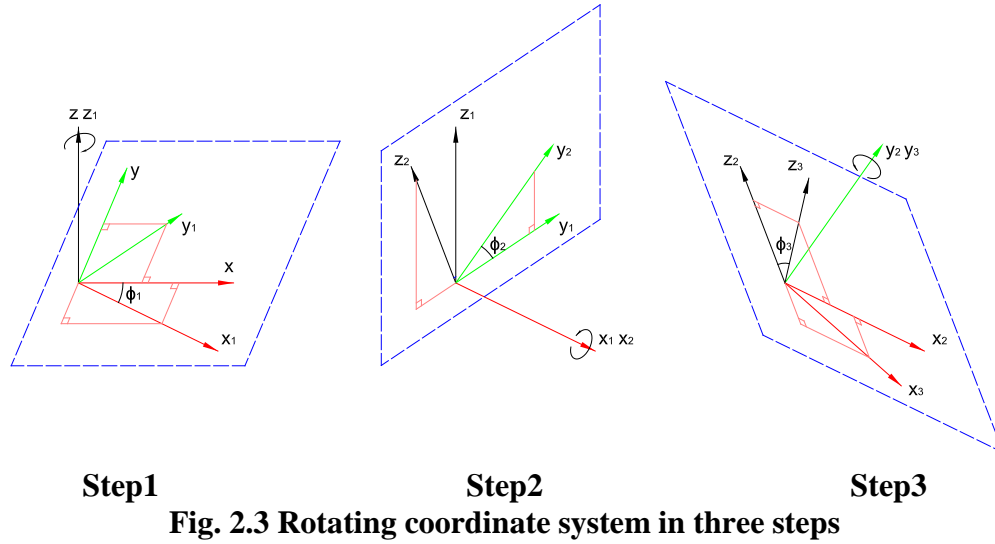 z z₁
y
y₁
x
ϕ₁
x₁
z₁
z₂
y₂
ϕ₂
y₁
x₁ x₂
z₂
z₃
y₂ y₃
ϕ₃
x₂
x₃
Step1 Step2 Step3
Fig. 2.3 Rotating coordinate system in three steps